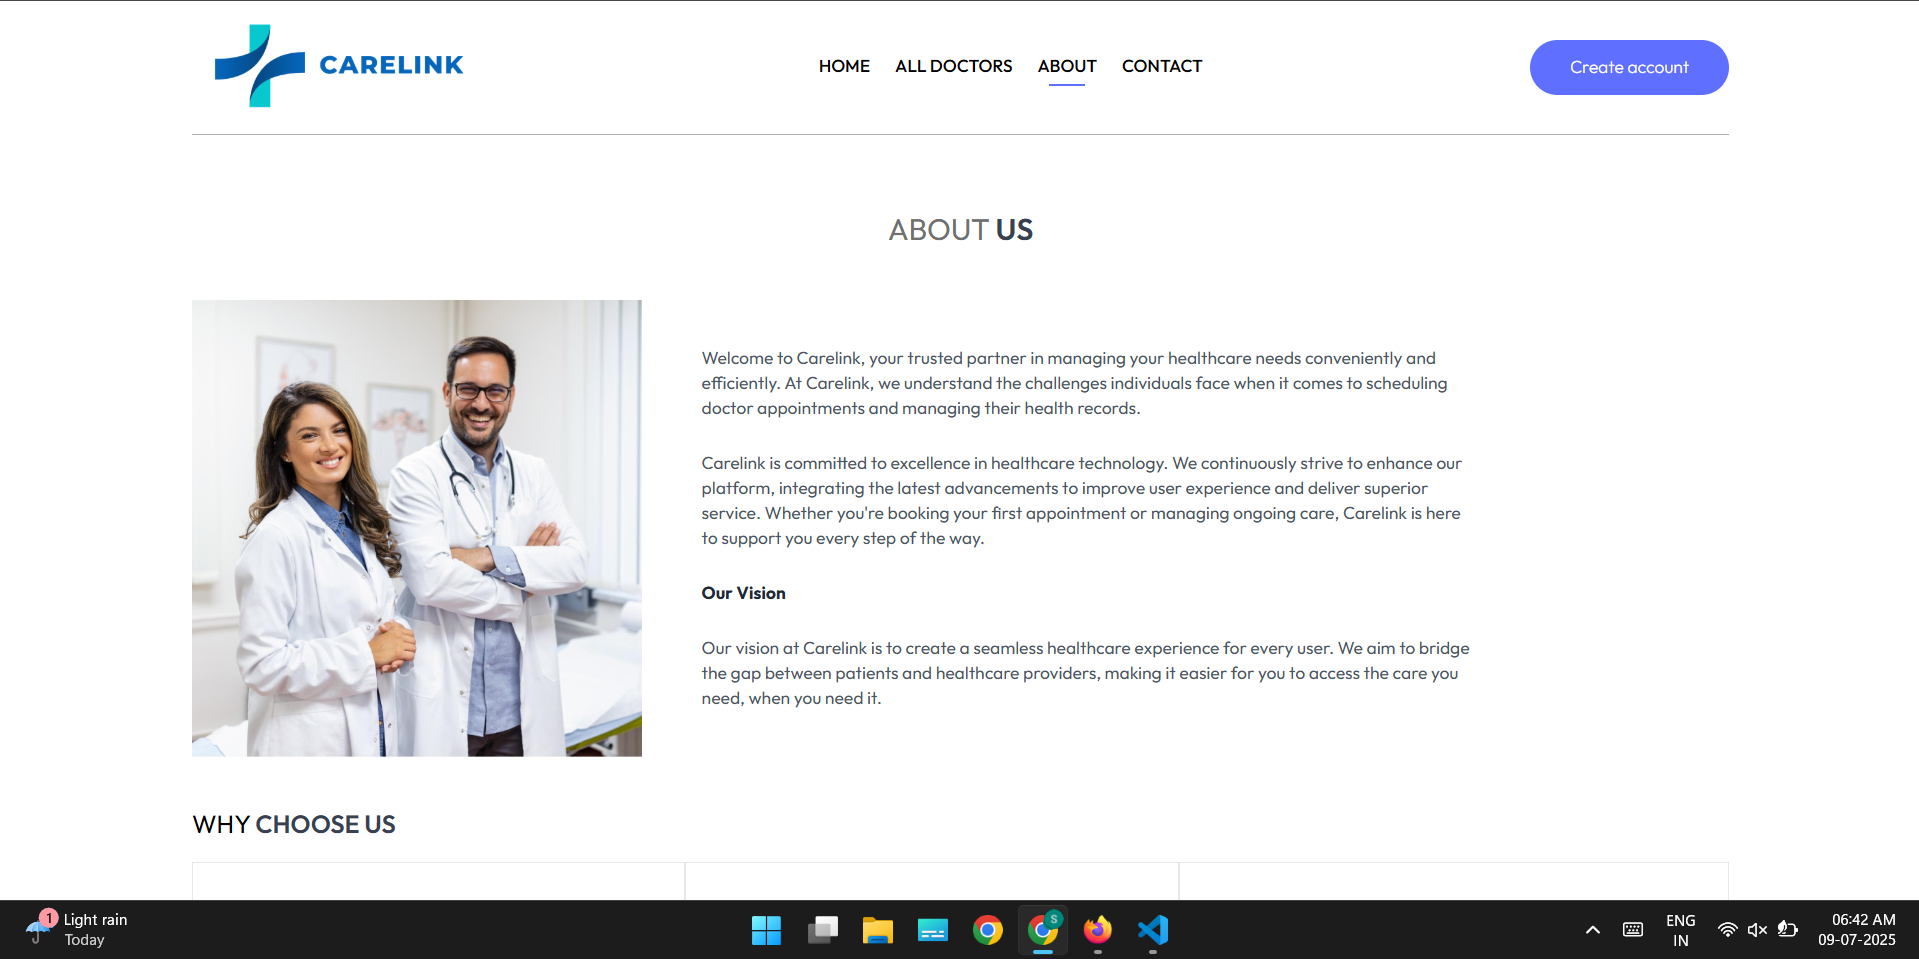 CARELINK
HOME ALL DOCTORS ABOUT CONTACT
Create account
ABOUT US
Welcome to Carelink, your trusted partner in managing your healthcare needs conveniently and
efficiently. At Carelink, we understand the challenges individuals face when it comes to scheduling
doctor appointments and managing their health records.
Carelink is committed to excellence in healthcare technology. We continuously strive to enhance our
platform, integrating the latest advancements to improve user experience and deliver superior
service. Whether you're booking your first appointment or managing ongoing care, Carelink is here
to support you every step of the way.
Our Vision
Our vision at Carelink is to create a seamless healthcare experience for every user. We aim to bridge
the gap between patients and healthcare providers, making it easier for you to access the care you
need, when you need it.
WHY CHOOSE US
1
Light rain
Today
S
ENG
IN
06:42 AM
09-07-2025